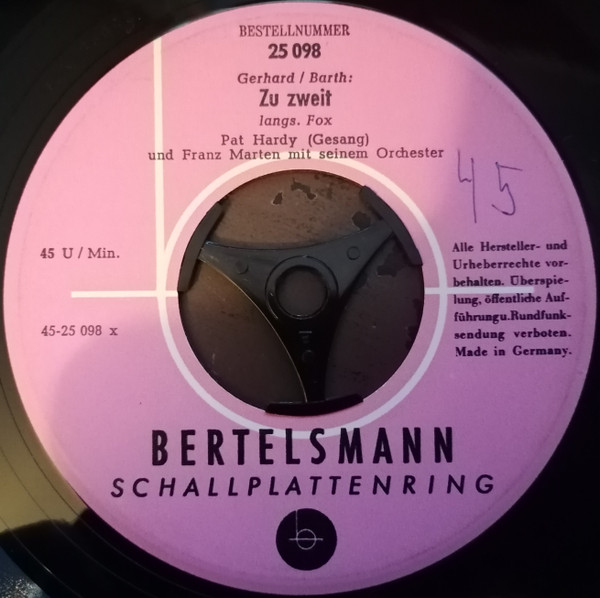 BESTELLNUMMER
25 098
Gerhard / Barth:
Zu zweit
langs. Fox
Pat Hardy (Gesang)
und Franz Marten mit seinem Orchester
45
45 U / Min.
Alle Hersteller- und
Urheberrechte vor-
behalten. Überspie-
lung, öffentliche Auf-
führung u. Rundfunk-
sendung verboten.
Made in Germany.
45-25 098 x
BERTELSMANN
SCHALLPLATTENRING
b